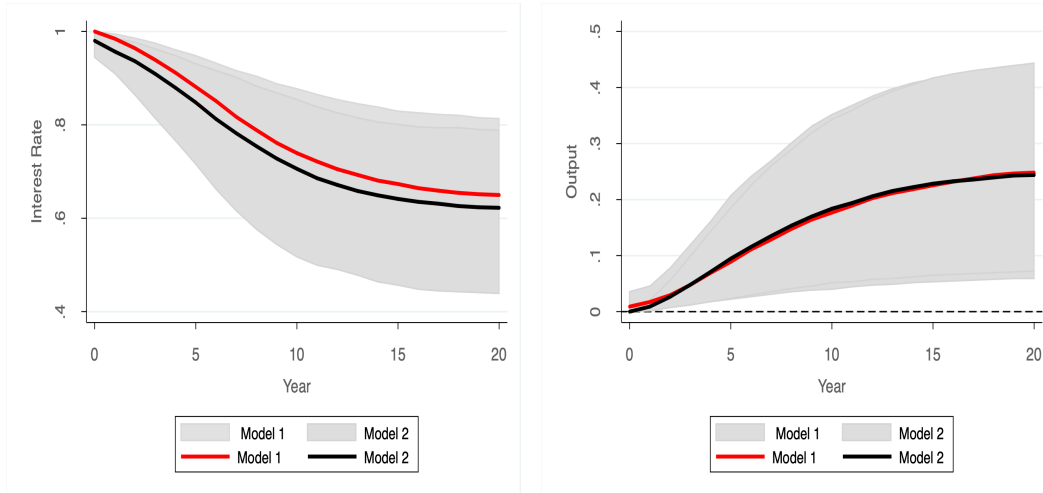 1
.8
.6
.4
Interest Rate
0 5 10 15 20
Year
Model 1 Model 2
Model 1 Model 2
.5
.4
.3
.2
.1
0
Output
0 5 10 15 20
Year
Model 1 Model 2
Model 1 Model 2